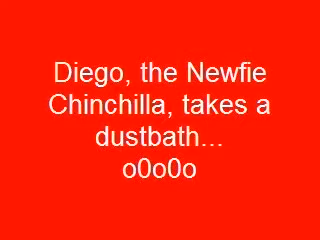 Diego, the Newfie
Chinchilla, takes a
dustbath...
o0o0o